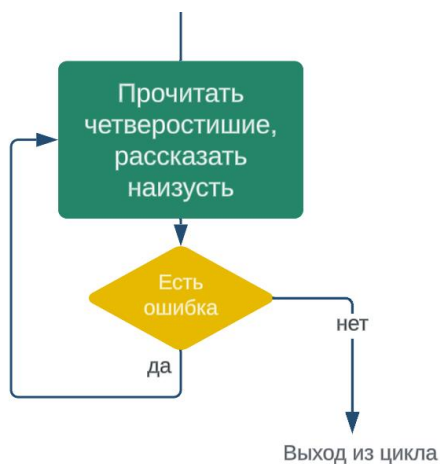 Прочитать
четверостишие,
рассказать
наизусть
Есть
ошибка
нет
да
Выход из цикла